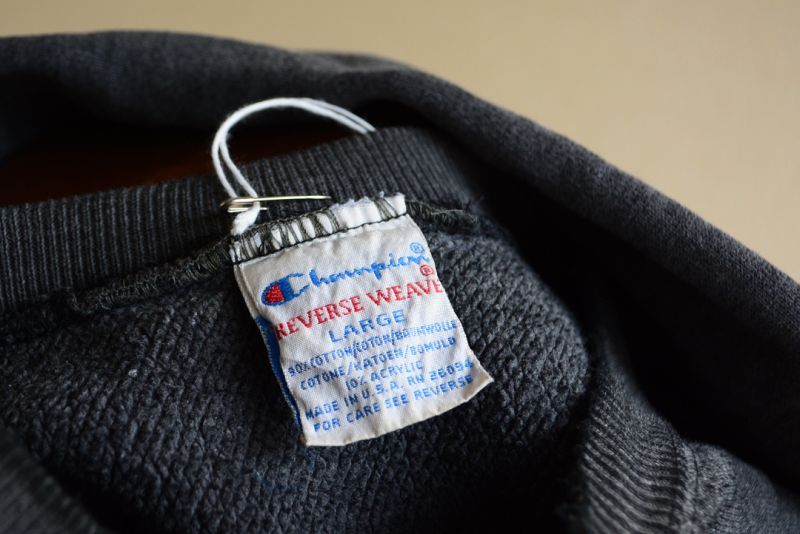 Champion®
REVERSE WEAVE®
LARGE
90% COTTON/COTON/BAUMWOLLE
COTONE/KATOEN/BOMULD
10% ACRYLIC
MADE IN U.S.A. RN 26094
FOR CARE SEE REVERSE